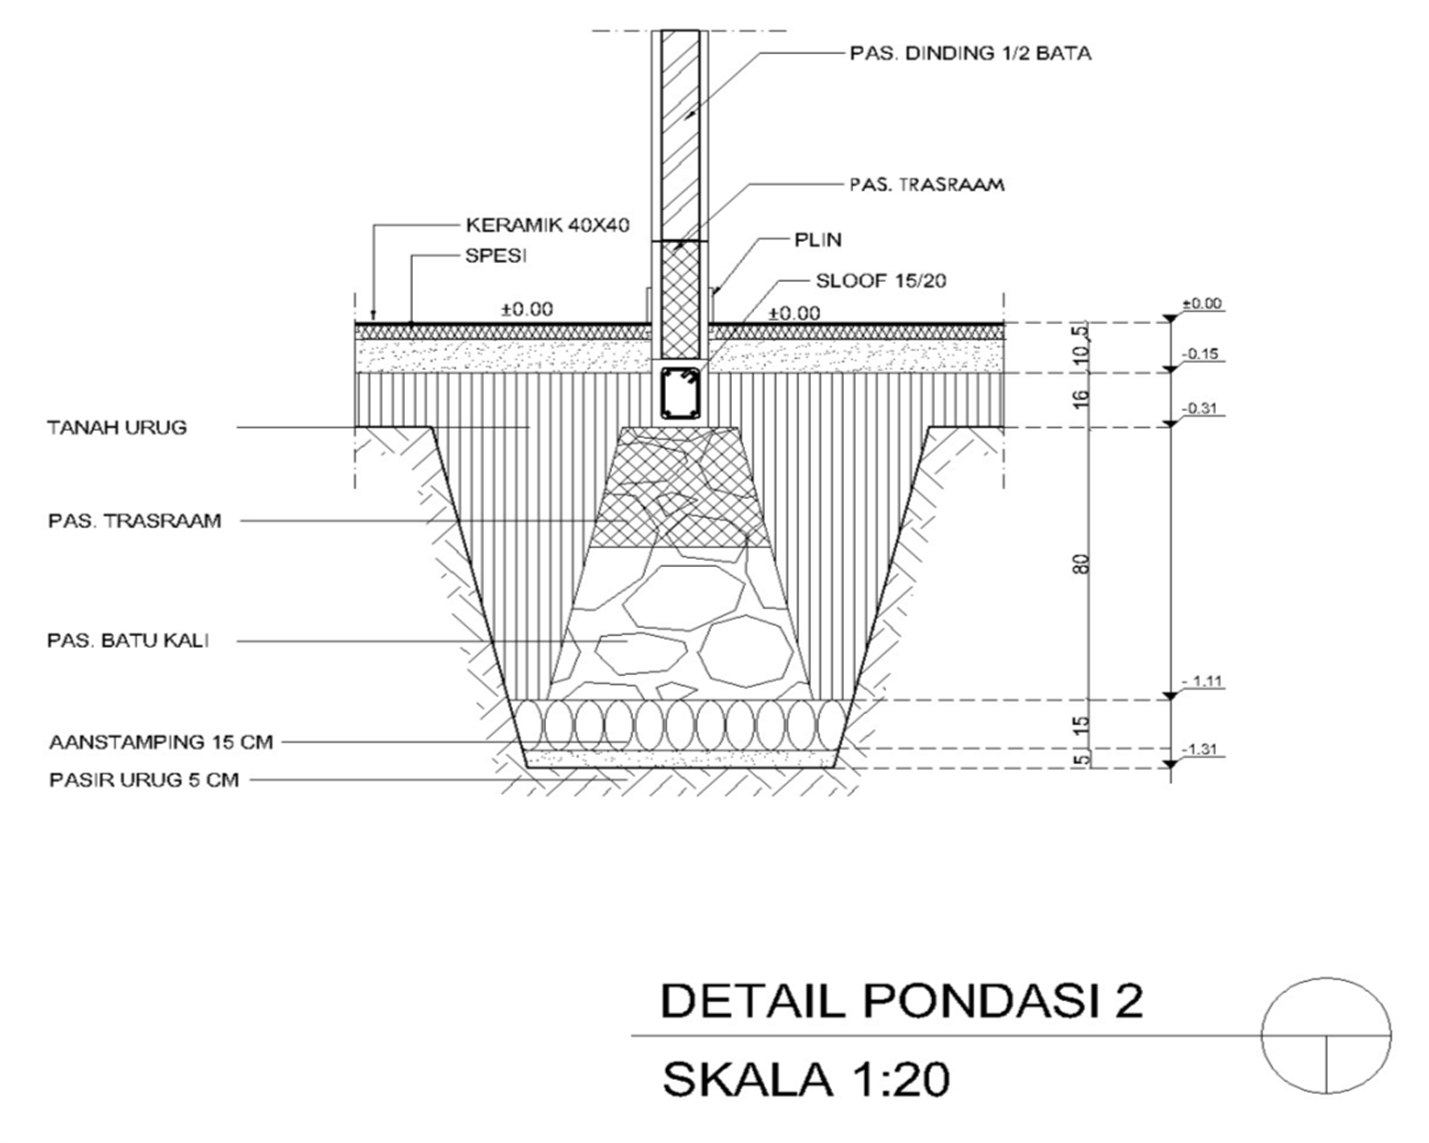 PAS. DINDING 1/2 BATA
PAS. TRASRAAM
KERAMIK 40X40
PLIN
SPESI
SLOOF 15/20
±0.00
±0.00
±0.00
5
10
-0.15
16
-0.31
TANAH URUG
PAS. TRASRAAM
80
PAS. BATU KALI
- 1.11
15
AANSTAMPING 15 CM
-1.31
5
PASIR URUG 5 CM
DETAIL PONDASI 2
SKALA 1:20